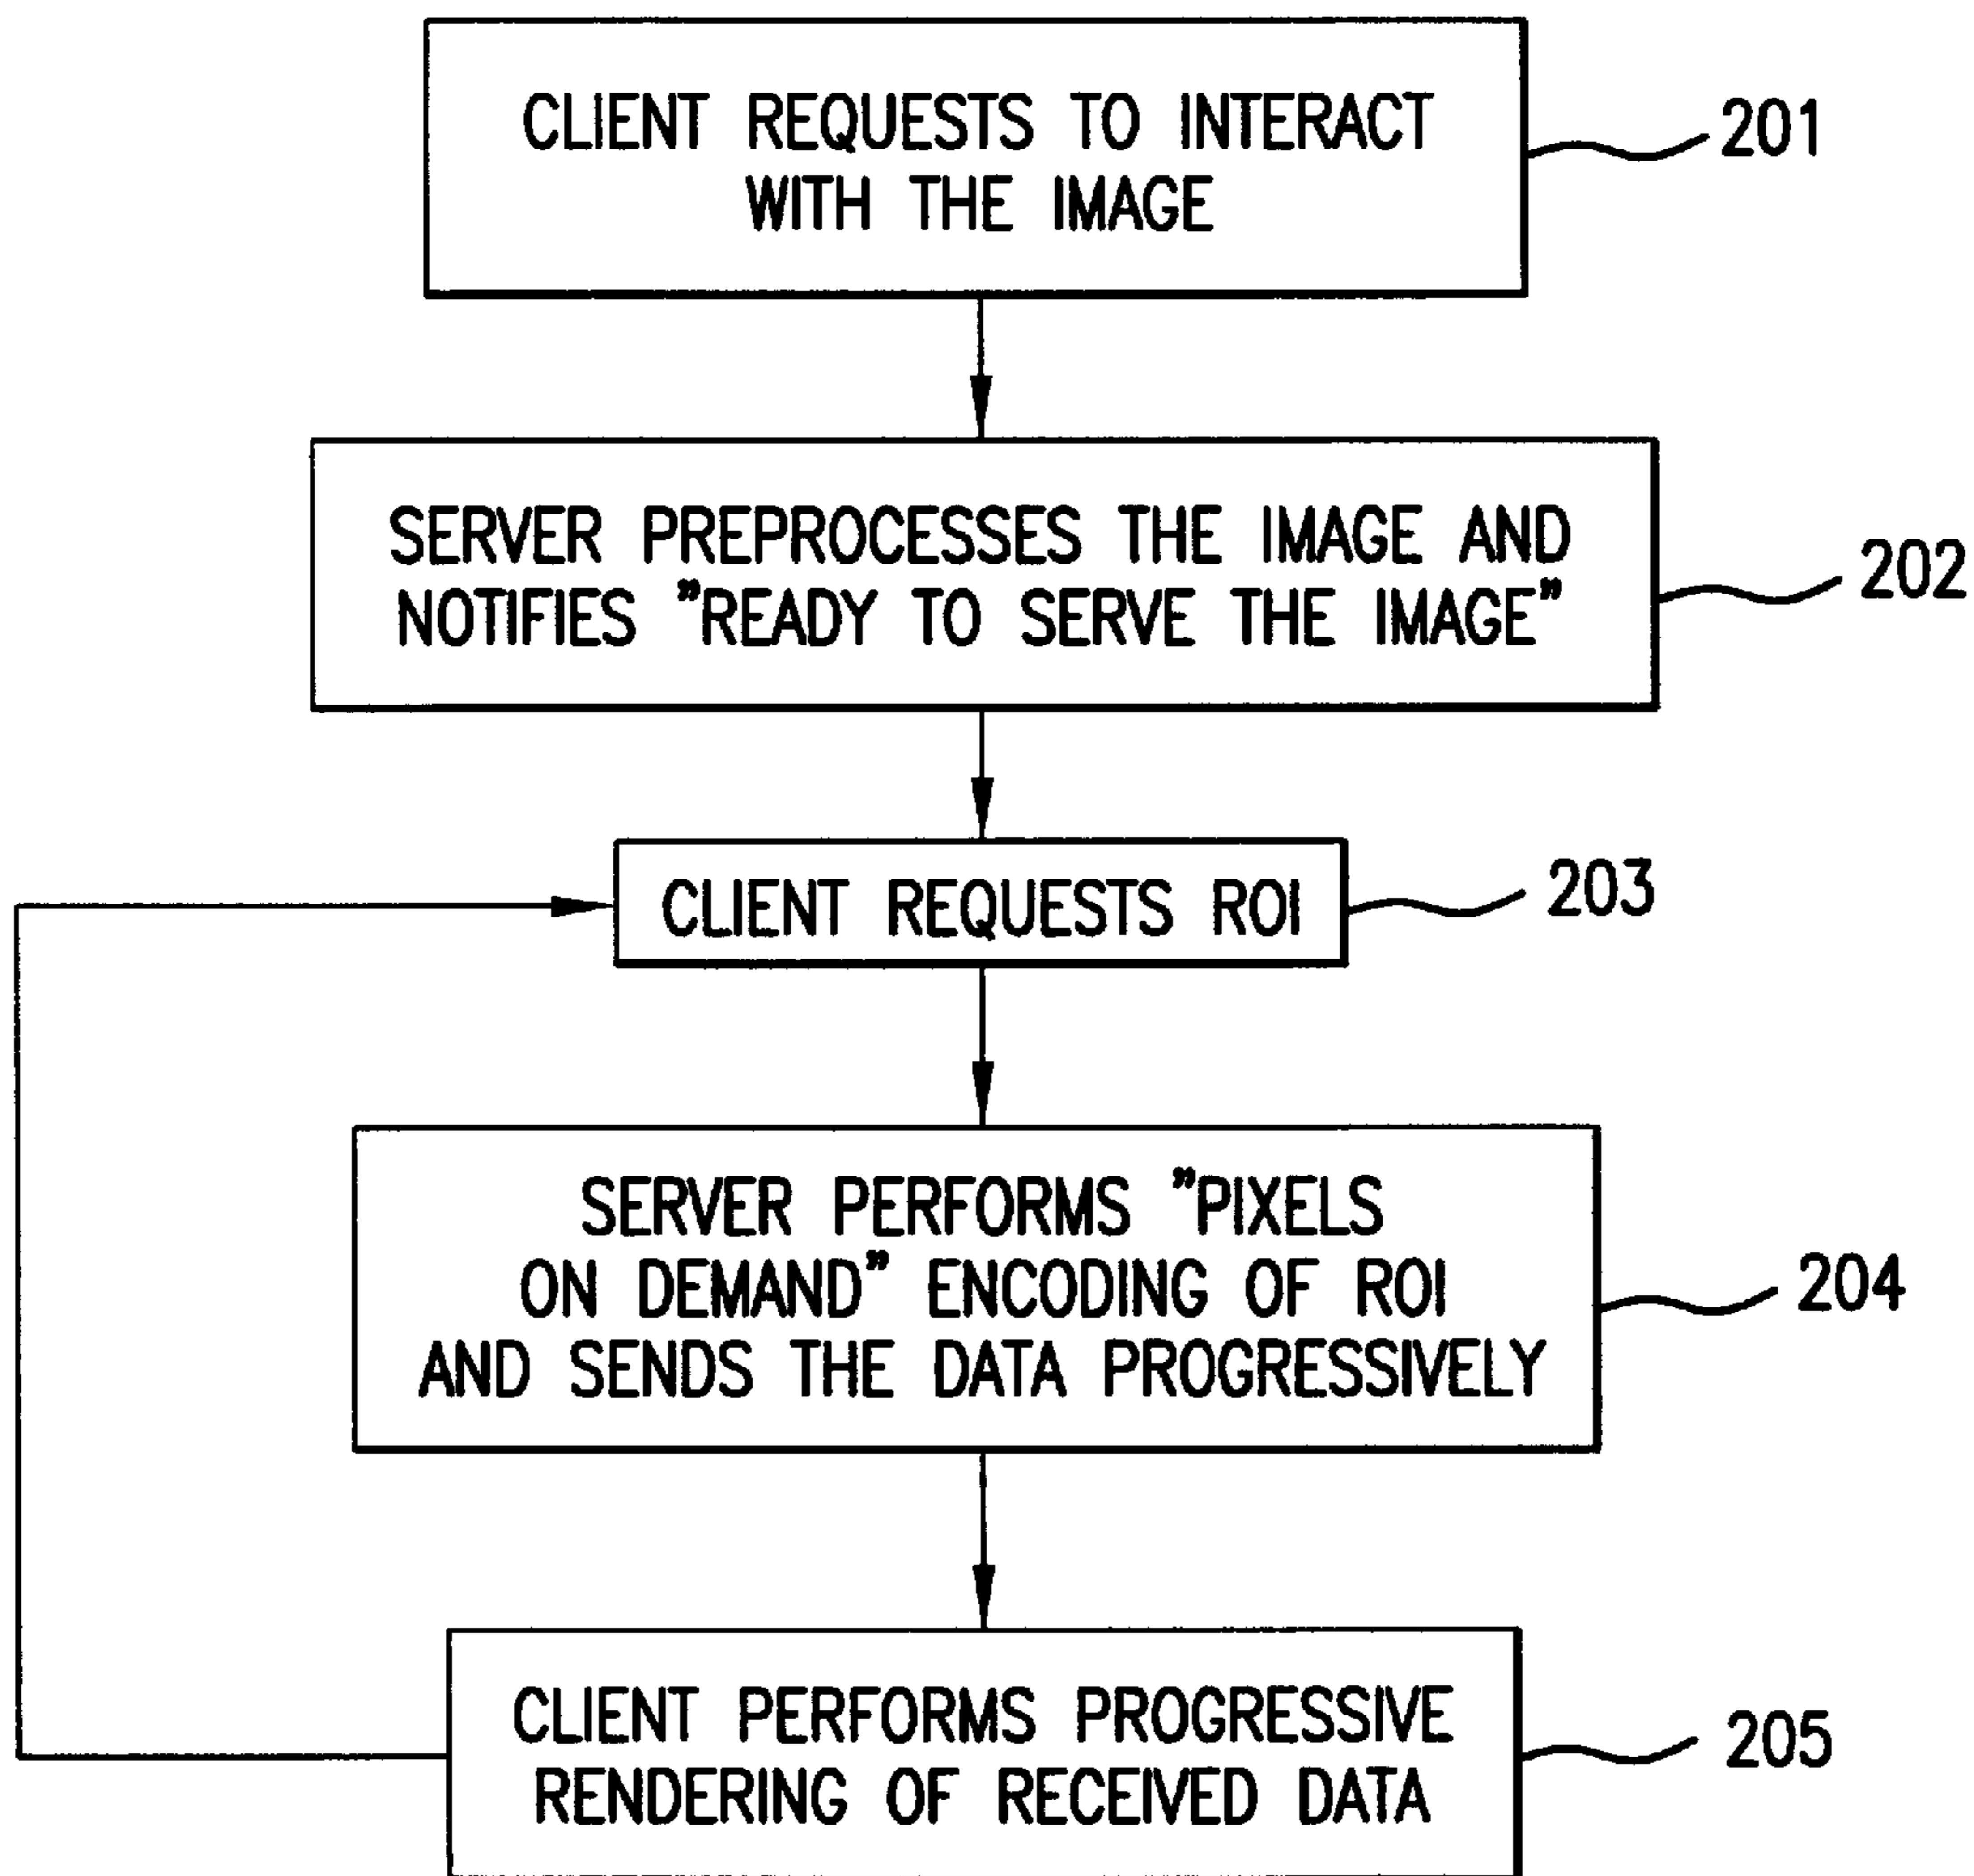 CLIENT REQUESTS TO INTERACT
WITH THE IMAGE
201
SERVER PREPROCESSES THE IMAGE AND
NOTIFIES "READY TO SERVE THE IMAGE"
202
CLIENT REQUESTS ROI
203
SERVER PERFORMS "PIXELS
ON DEMAND" ENCODING OF ROI
AND SENDS THE DATA PROGRESSIVELY
204
CLIENT PERFORMS PROGRESSIVE
RENDERING OF RECEIVED DATA
205